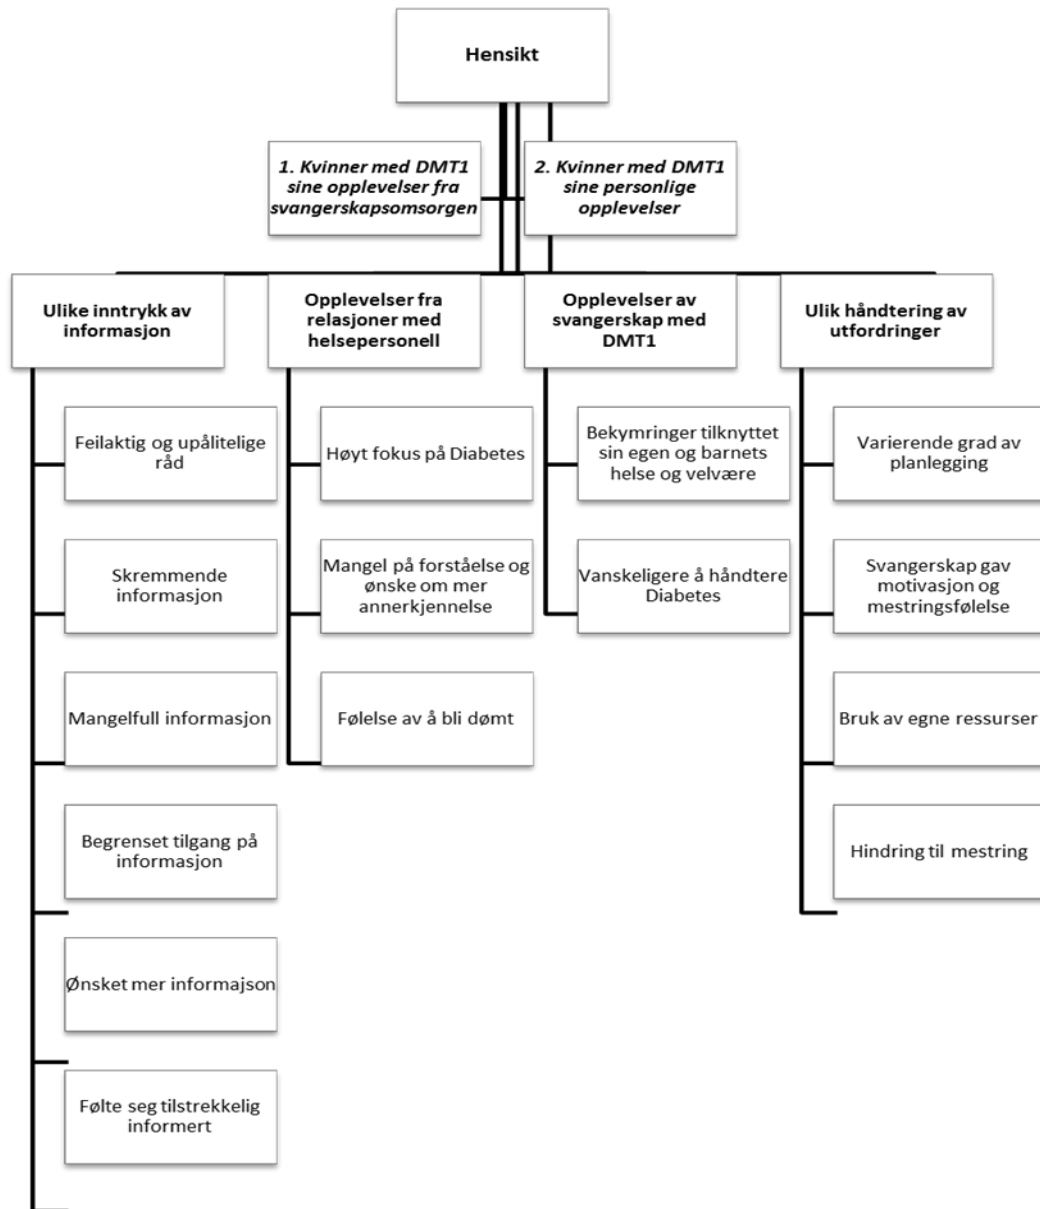 Hensikt
1. Kvinner med DMT1
sine opplevelser fra
svangerskapsomsorgen
2. Kvinner med DMT1
sine personlige
opplevelser
Ulike inntrykk av
informasjon
Feilaktig og upålitelige
råd
Skremmende
informasjon
Mangelfull informasjon
Begrenset tilgang på
informasjon
Ønsket mer informajson
Følte seg tilstrekkelig
informert
Opplevelser fra
relasjoner med
helsepersonell
Høyt fokus på Diabetes
Mangel på forståelse og
ønske om mer
annerkjennelse
Følelse av å bli dømt
Opplevelser av
svangerskap med
DMT1
Bekymringer tilknyttet
sin egen og barnets
helse og velvære
Vanskeligere å håndtere
Diabetes
Ulik håndtering av
utfordringer
Varierende grad av
planlegging
Svangerskap gav
motivasjon og
mestringsfølelse
Bruk av egne ressurser
Hindring til mestring